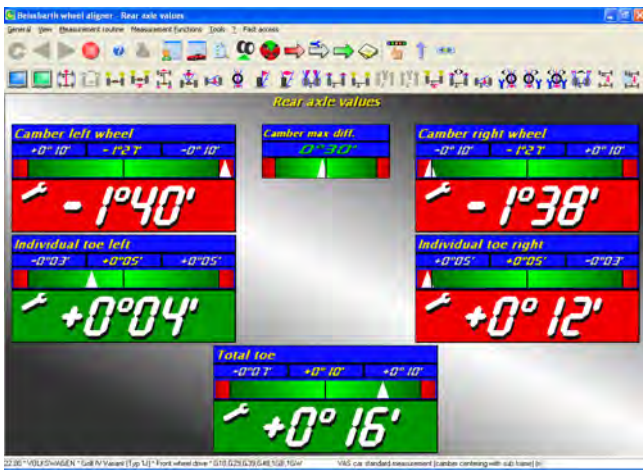 Beissbarth wheel aligner - Rear axle values
General View Measurement routine Measurement Functions Tools ? Fast access
Rear axle values
Camber left wheel
+0°10' -1°27' -0°10'
-1°40'
Camber max diff.
0°30'
Camber right wheel
-0°10' -1°27' +0°10'
-1°38'
Individual toe left
-0°03' +0°05' +0°05'
+0°04'
Individual toe right
+0°05' +0°05' -0°03'
+0°12'
Total toe
-0°07' +0°10' +0°10'
+0°16'
* VOLKSWAGEN * Golf IV Variant [Typ 1J] * Front wheel drive * VAS car standard measurement (camber centering with sub frame)